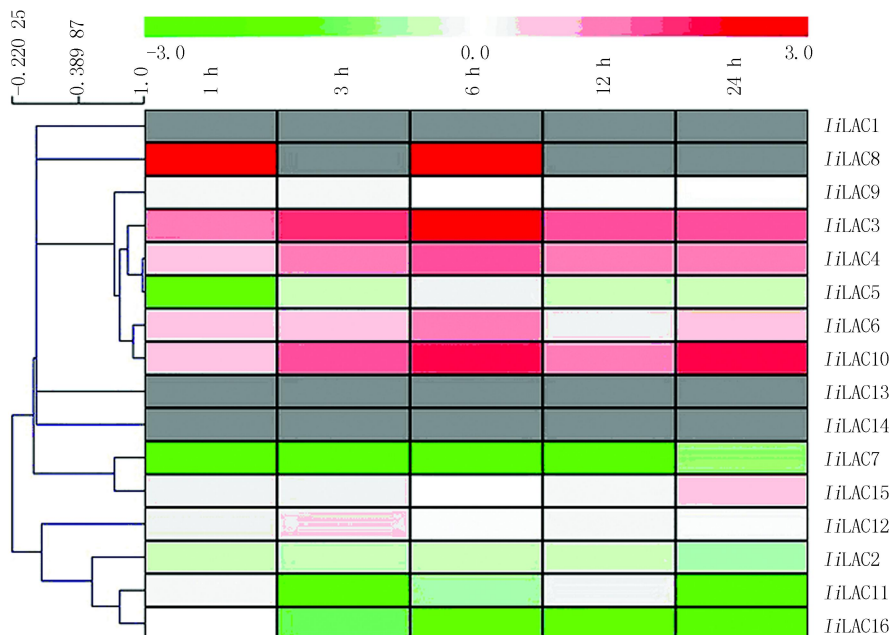 -0.220 25
-0.389 87
1.0
-3.0 0.0 3.0
1 h 3 h 6 h 12 h 24 h
IiLAC1
IiLAC8
IiLAC9
IiLAC3
IiLAC4
IiLAC5
IiLAC6
IiLAC10
IiLAC13
IiLAC14
IiLAC7
IiLAC15
IiLAC12
IiLAC2
IiLAC11
IiLAC16